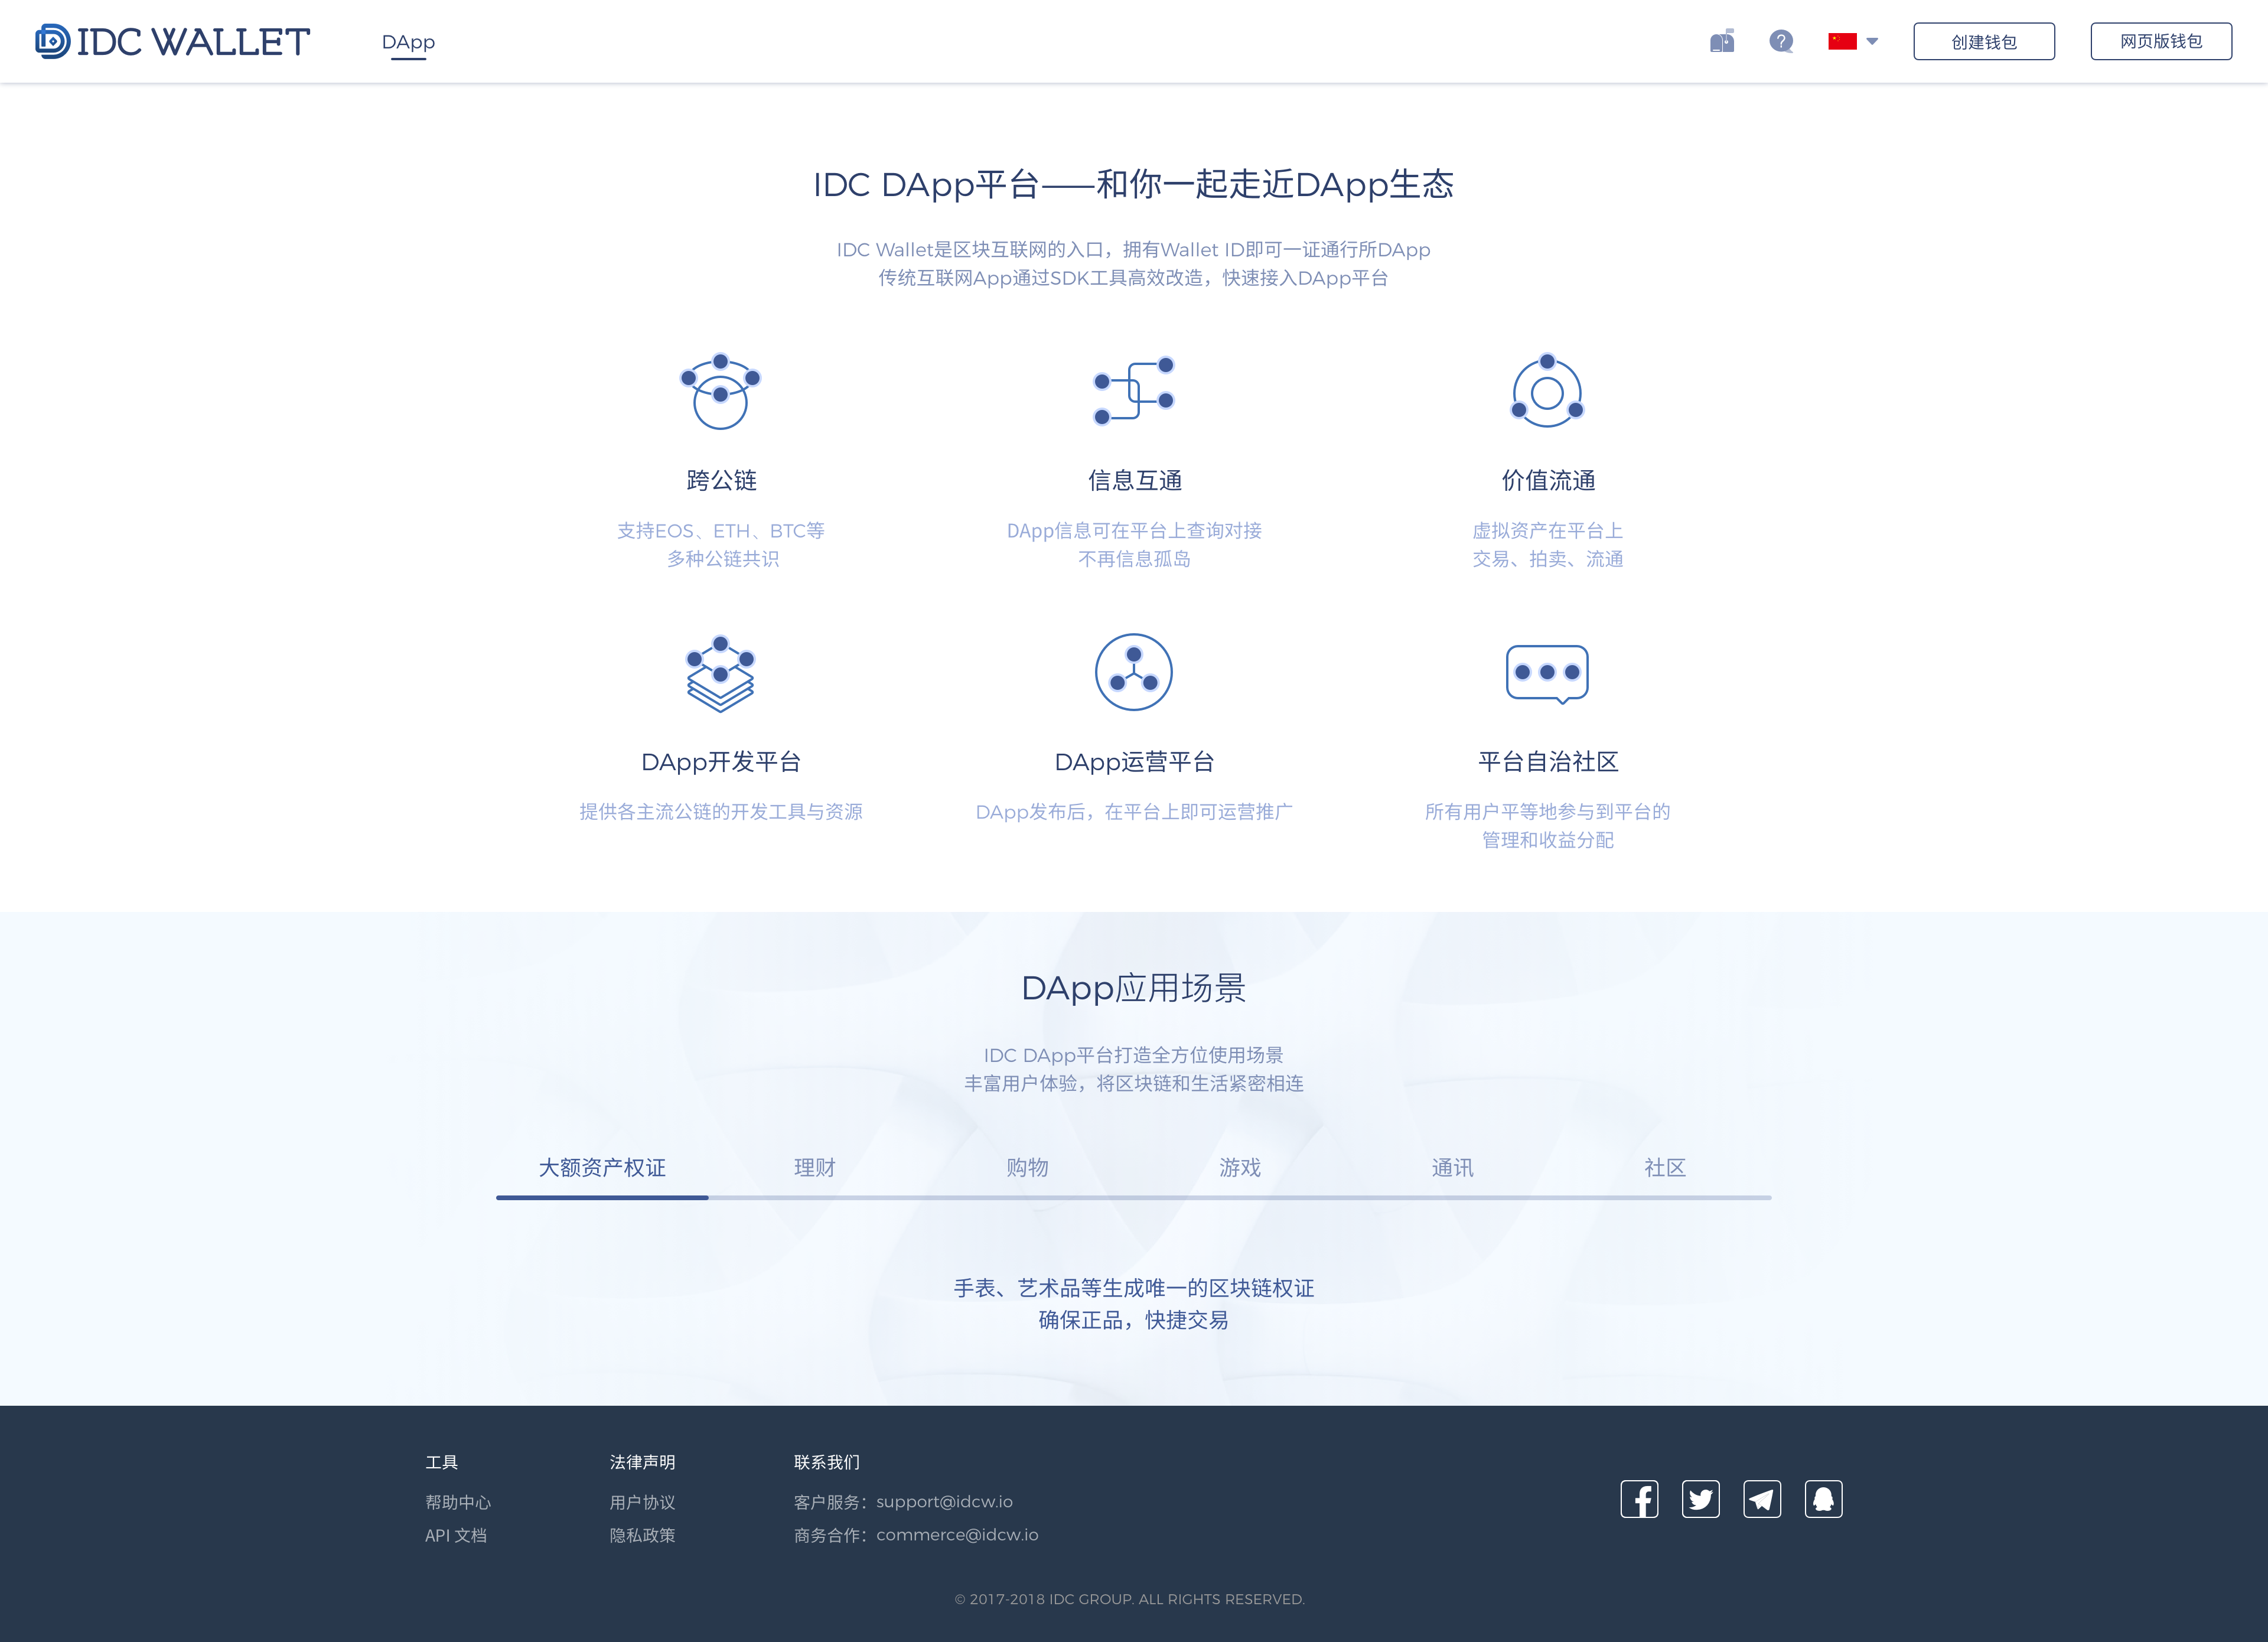 IDC WALLET
DApp
创建钱包
网页版钱包
IDC DApp平台——和你一起走近DApp生态
IDC Wallet是区块互联网的入口，拥有Wallet ID即可一证通行所DApp
传统互联网App通过SDK工具高效改造，快速接入DApp平台
跨公链
支持EOS、ETH、BTC等
多种公链共识
信息互通
DApp信息可在平台上查询对接
不再信息孤岛
价值流通
虚拟资产在平台上
交易、拍卖、流通
DApp开发平台
提供各主流公链的开发工具与资源
DApp运营平台
DApp发布后，在平台上即可运营推广
平台自治社区
所有用户平等地参与到平台的
管理和收益分配
DApp应用场景
IDC DApp平台打造全方位使用场景
丰富用户体验，将区块链和生活紧密相连
大额资产权证
理财
购物
游戏
通讯
社区
手表、艺术品等生成唯一的区块链权证
确保正品，快捷交易
工具
帮助中心
API 文档
法律声明
用户协议
隐私政策
联系我们
客户服务：support@idcw.io
商务合作：commerce@idcw.io
© 2017-2018 IDC GROUP. ALL RIGHTS RESERVED.